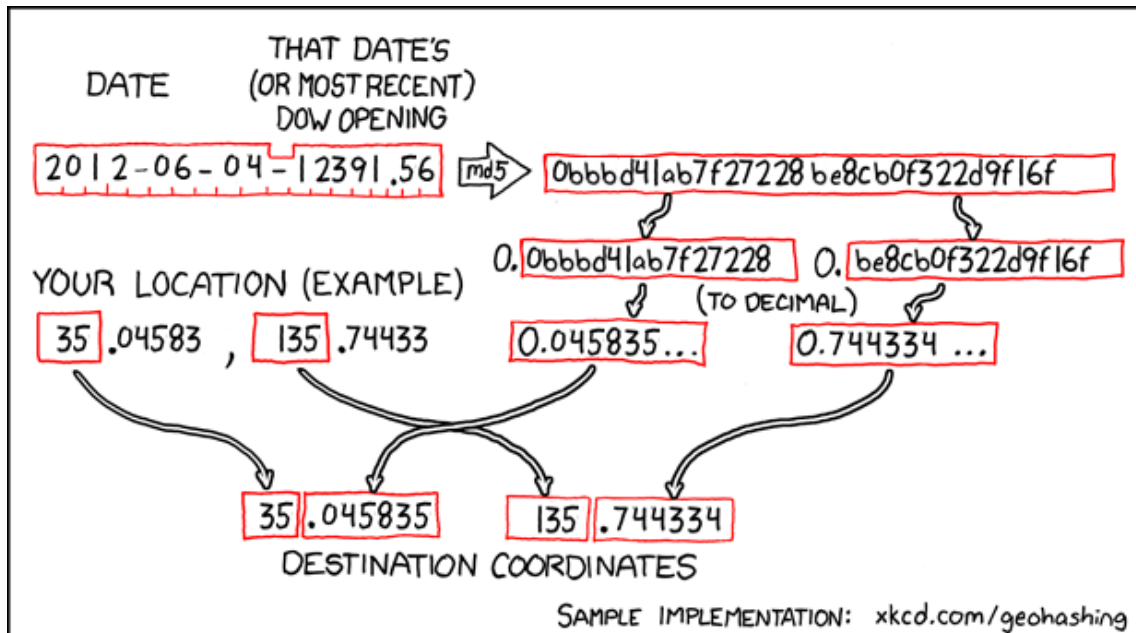 DATE
THAT DATE'S
(OR MOST RECENT)
DOW OPENING
2012-06-04-12391.56
md5
0bbbd41ab7f27228be8cb0f322d9f16f
0.0bbbd41ab7f27228
0.be8cb0f322d9f16f
(TO DECIMAL)
YOUR LOCATION (EXAMPLE)
35.04583, 135.74433
0.045835...
0.744334...
35.045835
135.744334
DESTINATION COORDINATES
SAMPLE IMPLEMENTATION: xkcd.com/geohashing